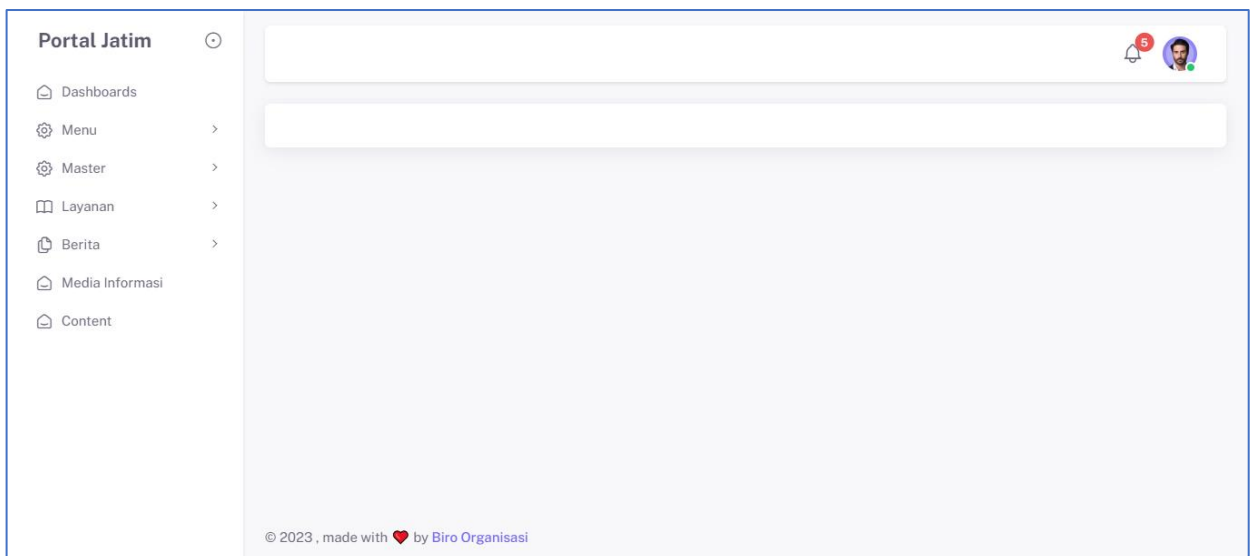 Portal Jatim
5
Dashboards
Menu
Master
Layanan
Berita
Media Informasi
Content
© 2023 , made with ❤️ by Biro Organisasi